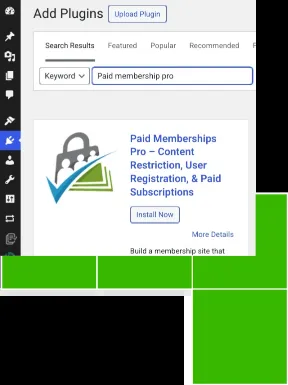 Add Plugins Upload Plugin
Search Results Featured Popular Recommended
Keyword Paid membership pro
Paid Memberships
Pro – Content
Restriction, User
Registration, & Paid
Subscriptions
Install Now
More Details
Build a membership site that